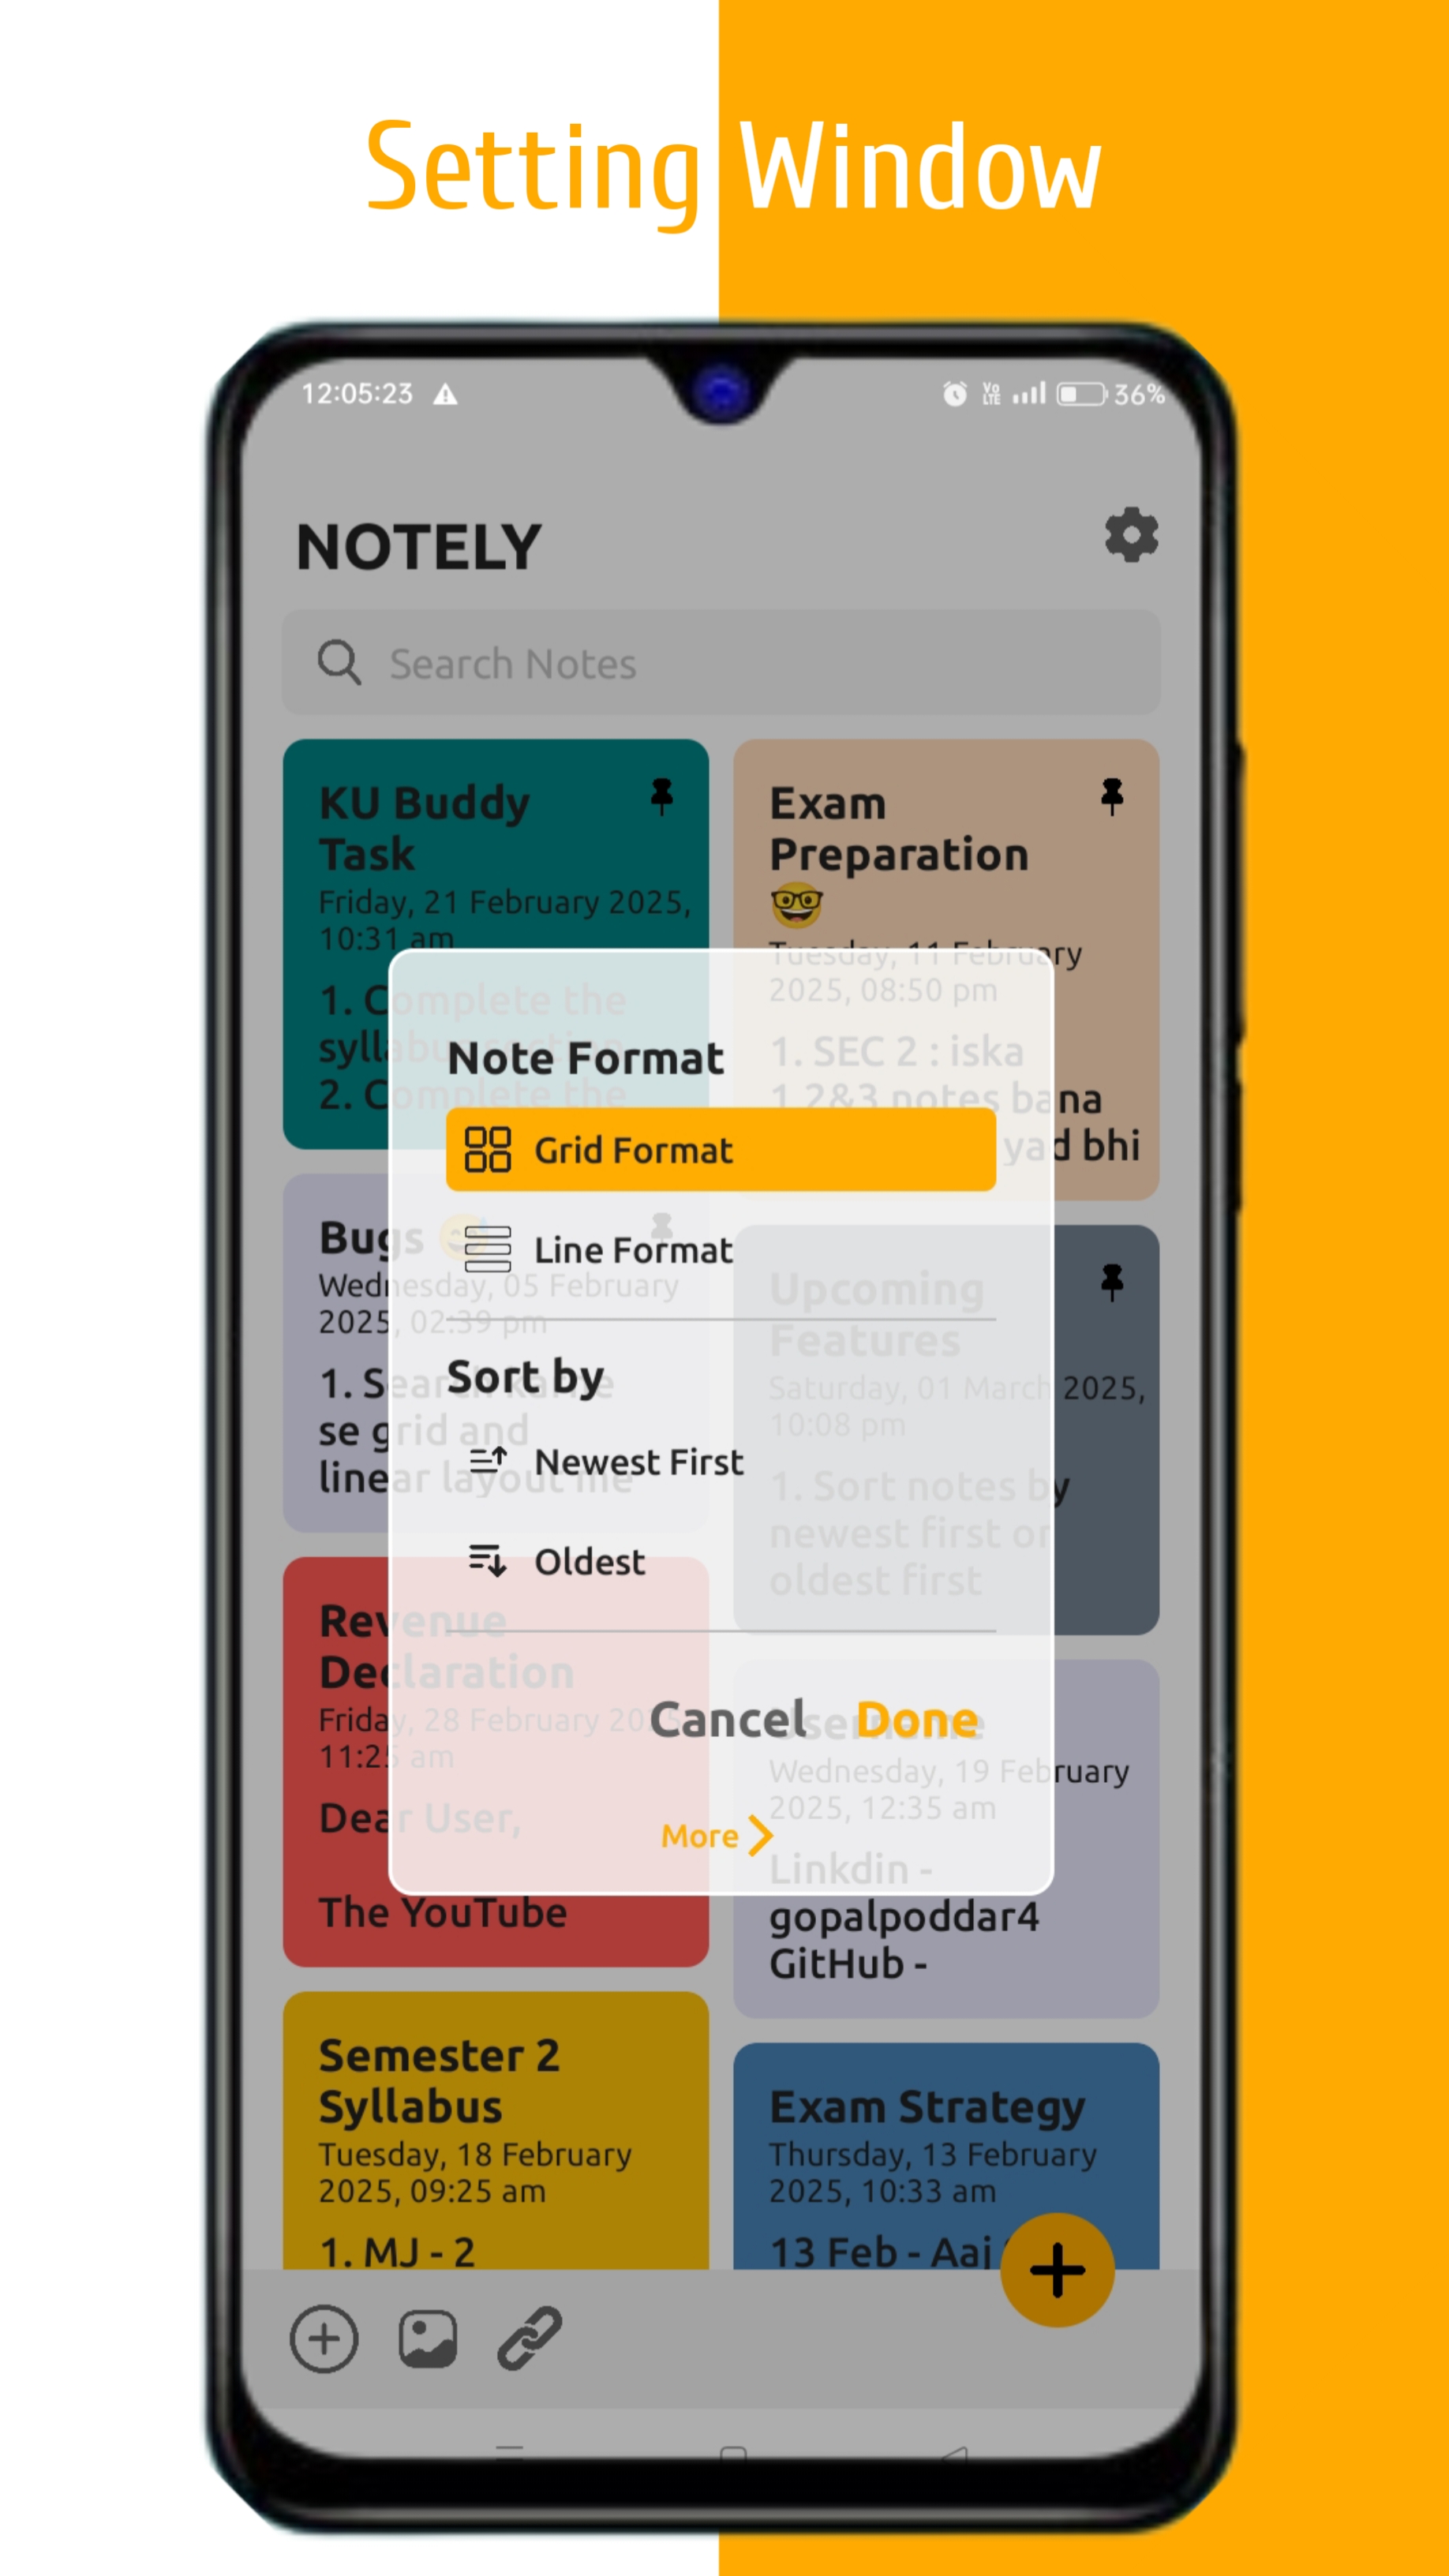 Setting Window
12:05:23
Vo
LTE
36%
NOTELY
Search Notes
KU Buddy
Task
Friday, 21 February 2025,
10:31 am
1. Complete the
syllabus section
2. Complete the
Exam
Preparation
🤓
Tuesday, 11 February
2025, 08:50 pm
1. SEC 2 : iska
1,2&3 notes bana
yad bhi
Note Format
Grid Format
Line Format
Sort by
Newest First
Oldest
Cancel Done
More
Bugs 😅
Wednesday, 05 February
2025, 02:39 pm
1. Search karne
se grid and
linear layout me
Upcoming
Features
Saturday, 01 March 2025,
10:08 pm
1. Sort notes by
newest first or
oldest first
Revenue
Declaration
Friday, 28 February 2025,
11:25 am
Dear User,
The YouTube
Username
Wednesday, 19 February
2025, 12:35 am
Linkdin -
gopalpoddar4
GitHub -
Semester 2
Syllabus
Tuesday, 18 February
2025, 09:25 am
1. MJ - 2
Exam Strategy
Thursday, 13 February
2025, 10:33 am
13 Feb - Aaj